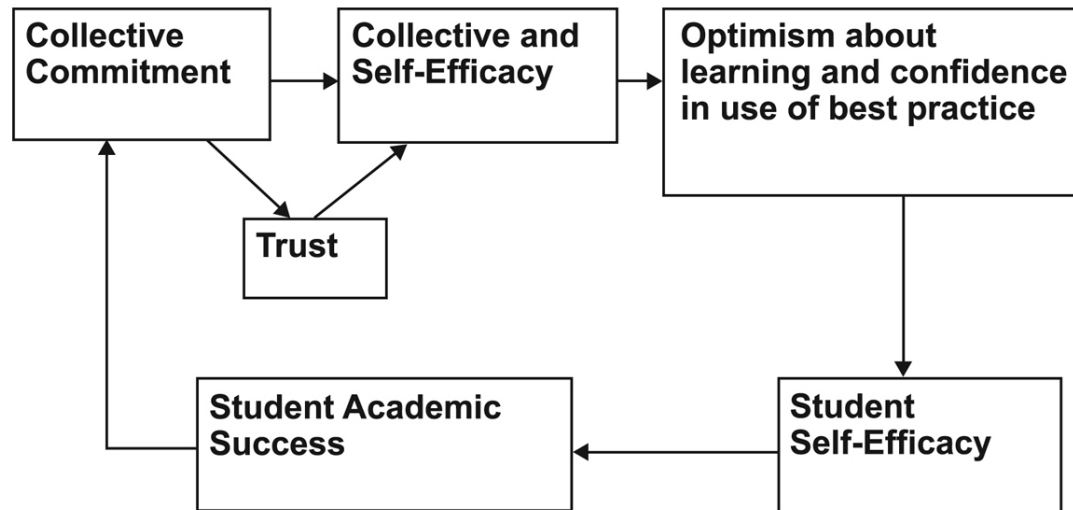 Collective
Commitment
Collective and
Self-Efficacy
Optimism about
learning and confidence
in use of best practice
Trust
Student Academic
Success
Student
Self-Efficacy